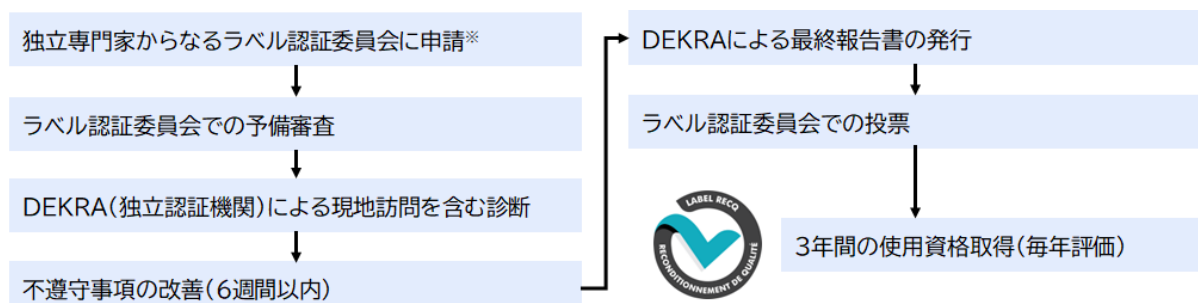 独立専門家からなるラベル認証委員会に申請※
ラベル認証委員会での予備審査
DEKRA(独立認証機関)による現地訪問を含む診断
不遵守事項の改善(6週間以内)
DEKRAによる最終報告書の発行
ラベル認証委員会での投票
LABEL RECQ
RECONDITIONNEMENT DE QUALITÉ
3年間の使用資格取得(毎年評価)